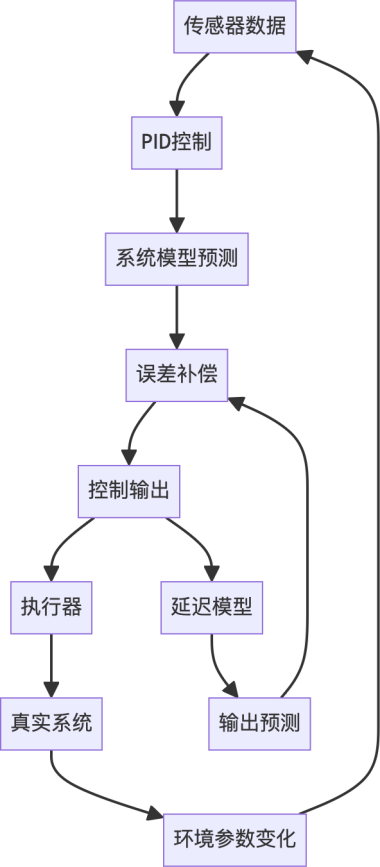 传感器数据
PID控制
系统模型预测
误差补偿
控制输出
执行器
延迟模型
真实系统
输出预测
环境参数变化